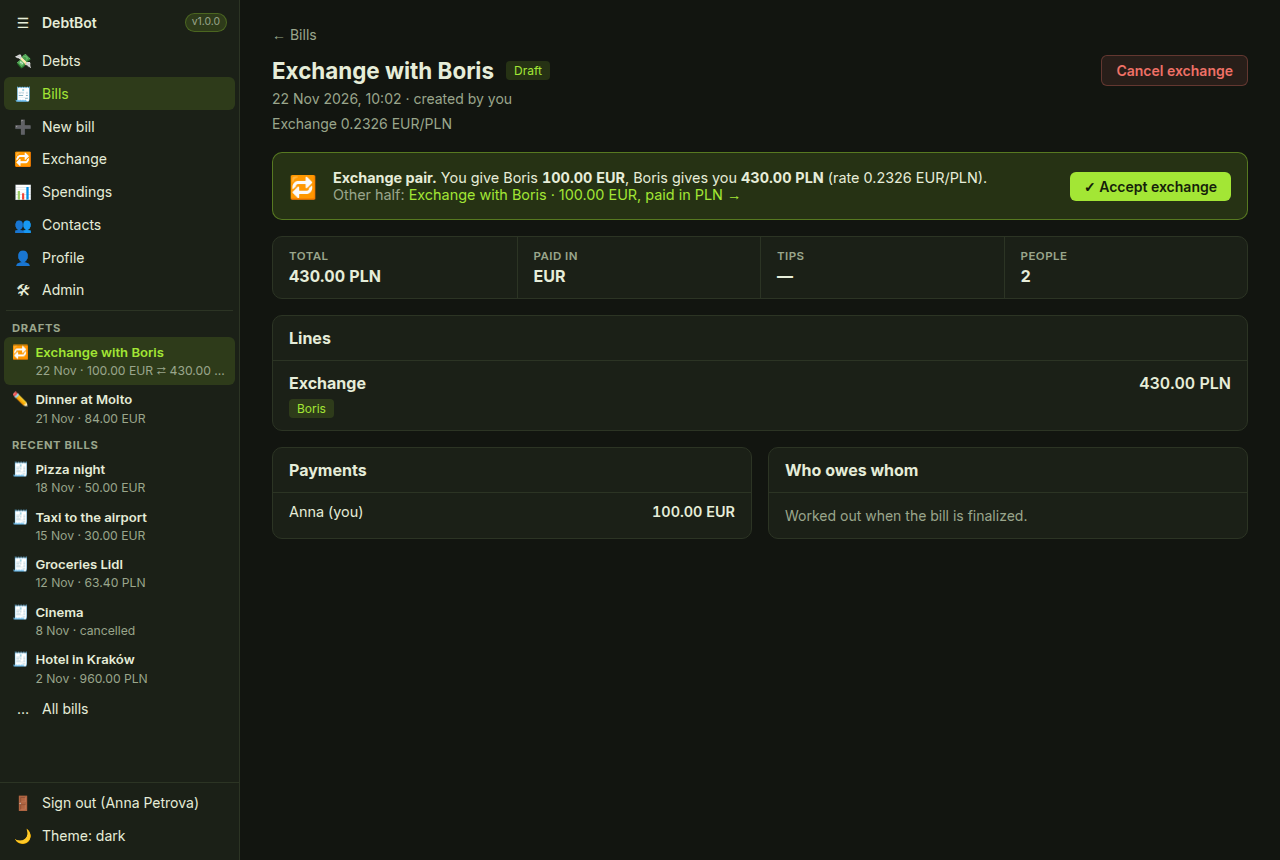 ☰ DebtBot v1.0.0
Debts
Bills
New bill
Exchange
Spendings
Contacts
Profile
Admin
DRAFTS
Exchange with Boris
22 Nov · 100.00 EUR ⇄ 430.00 ...
Dinner at Molto
21 Nov · 84.00 EUR
RECENT BILLS
Pizza night
18 Nov · 50.00 EUR
Taxi to the airport
15 Nov · 30.00 EUR
Groceries Lidl
12 Nov · 63.40 PLN
Cinema
8 Nov · cancelled
Hotel in Kraków
2 Nov · 960.00 PLN
... All bills
Sign out (Anna Petrova)
Theme: dark
← Bills
Exchange with Boris Draft
Cancel exchange
22 Nov 2026, 10:02 · created by you
Exchange 0.2326 EUR/PLN
Exchange pair. You give Boris 100.00 EUR, Boris gives you 430.00 PLN (rate 0.2326 EUR/PLN).
Other half: Exchange with Boris · 100.00 EUR, paid in PLN →
✓ Accept exchange
TOTAL
430.00 PLN
PAID IN
EUR
TIPS
—
PEOPLE
2
Lines
Exchange 430.00 PLN
Boris
Payments
Anna (you) 100.00 EUR
Who owes whom
Worked out when the bill is finalized.